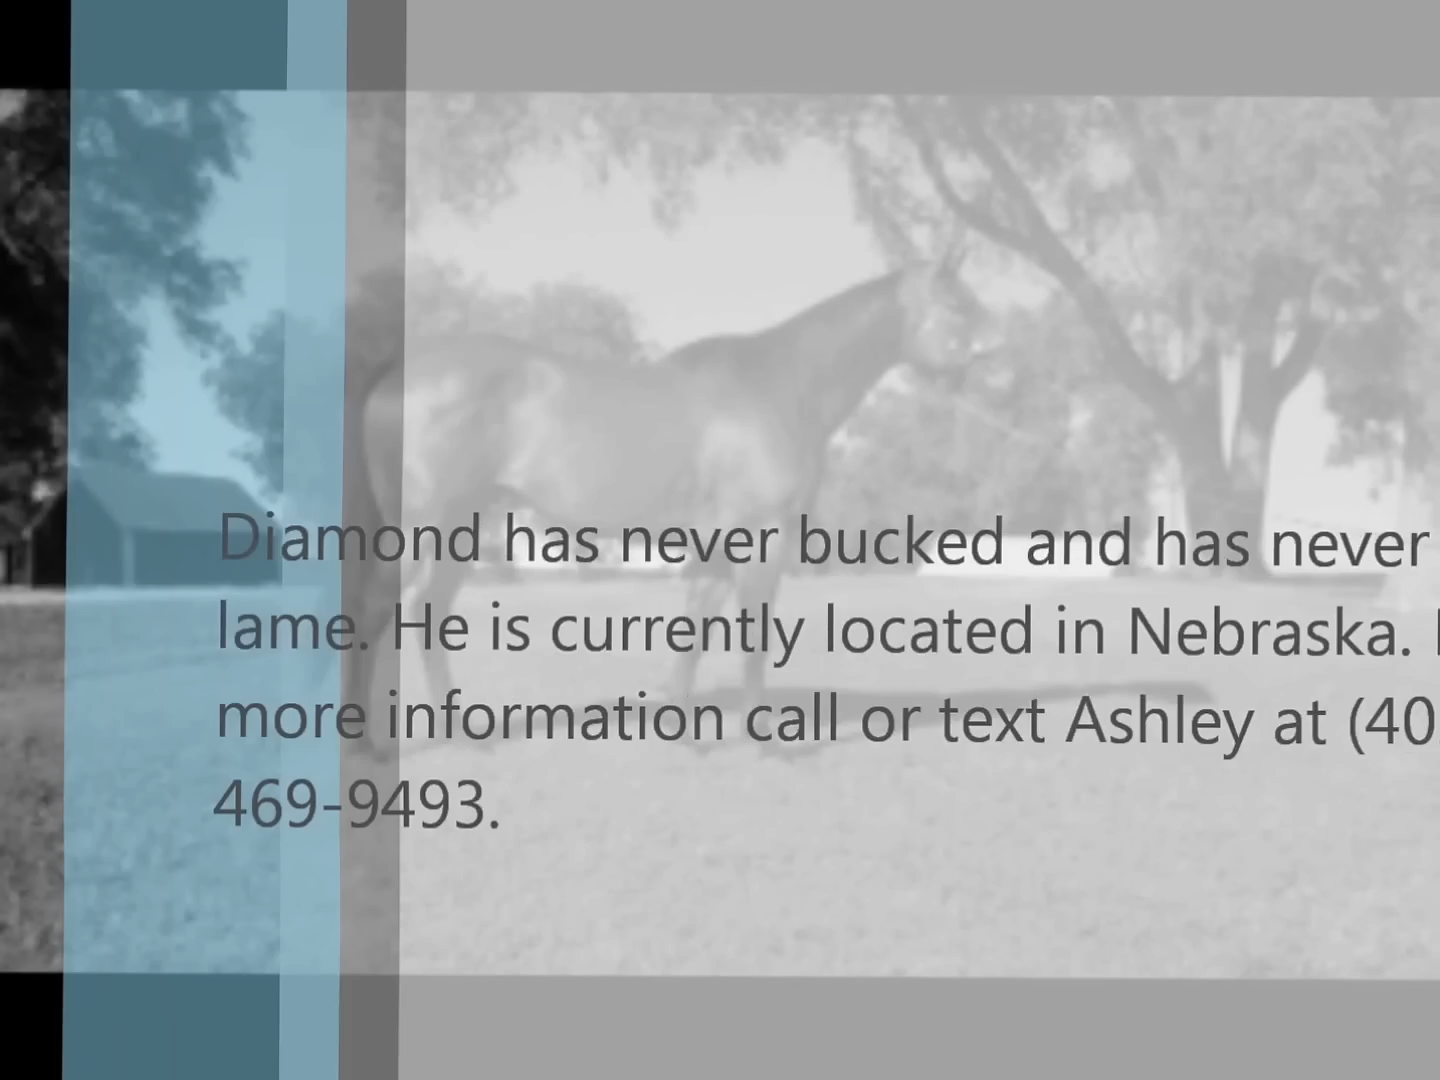 Diamond has never bucked and has never
lame. He is currently located in Nebraska.
more information call or text Ashley at (40
469-9493.